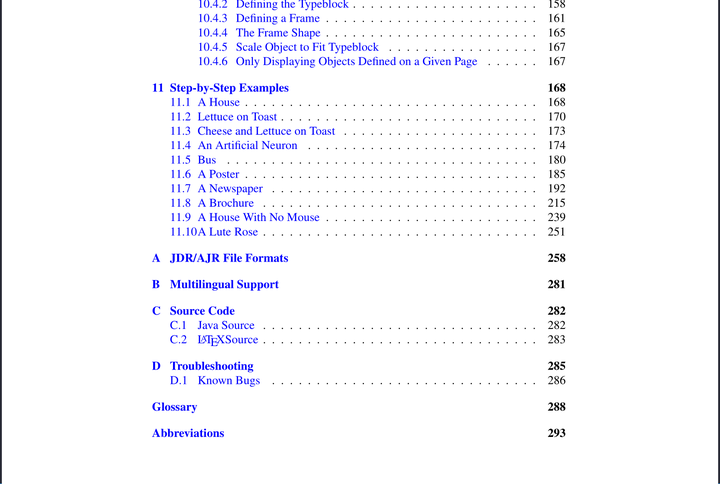 10.4.2 Defining the Typeblock . . . . . . . . . . . . . . . . . . . . . 158
10.4.3 Defining a Frame . . . . . . . . . . . . . . . . . . . . . . . . 161
10.4.4 The Frame Shape . . . . . . . . . . . . . . . . . . . . . . . . 165
10.4.5 Scale Object to Fit Typeblock . . . . . . . . . . . . . . . . . 167
10.4.6 Only Displaying Objects Defined on a Given Page . . . . . . 167
11 Step-by-Step Examples 168
11.1 A House . . . . . . . . . . . . . . . . . . . . . . . . . . . . . . . . 168
11.2 Lettuce on Toast . . . . . . . . . . . . . . . . . . . . . . . . . . . . 170
11.3 Cheese and Lettuce on Toast . . . . . . . . . . . . . . . . . . . . . 173
11.4 An Artificial Neuron . . . . . . . . . . . . . . . . . . . . . . . . . 174
11.5 Bus . . . . . . . . . . . . . . . . . . . . . . . . . . . . . . . . . . 180
11.6 A Poster . . . . . . . . . . . . . . . . . . . . . . . . . . . . . . . . 185
11.7 A Newspaper . . . . . . . . . . . . . . . . . . . . . . . . . . . . . 192
11.8 A Brochure . . . . . . . . . . . . . . . . . . . . . . . . . . . . . . 215
11.9 A House With No Mouse . . . . . . . . . . . . . . . . . . . . . . . 239
11.10A Lute Rose . . . . . . . . . . . . . . . . . . . . . . . . . . . . . . 251
A JDR/AJR File Formats 258
B Multilingual Support 281
C Source Code 282
C.1 Java Source . . . . . . . . . . . . . . . . . . . . . . . . . . . . . . 282
C.2 LATEXSource . . . . . . . . . . . . . . . . . . . . . . . . . . . . . . 283
D Troubleshooting 285
D.1 Known Bugs . . . . . . . . . . . . . . . . . . . . . . . . . . . . . 286
Glossary 288
Abbreviations 293